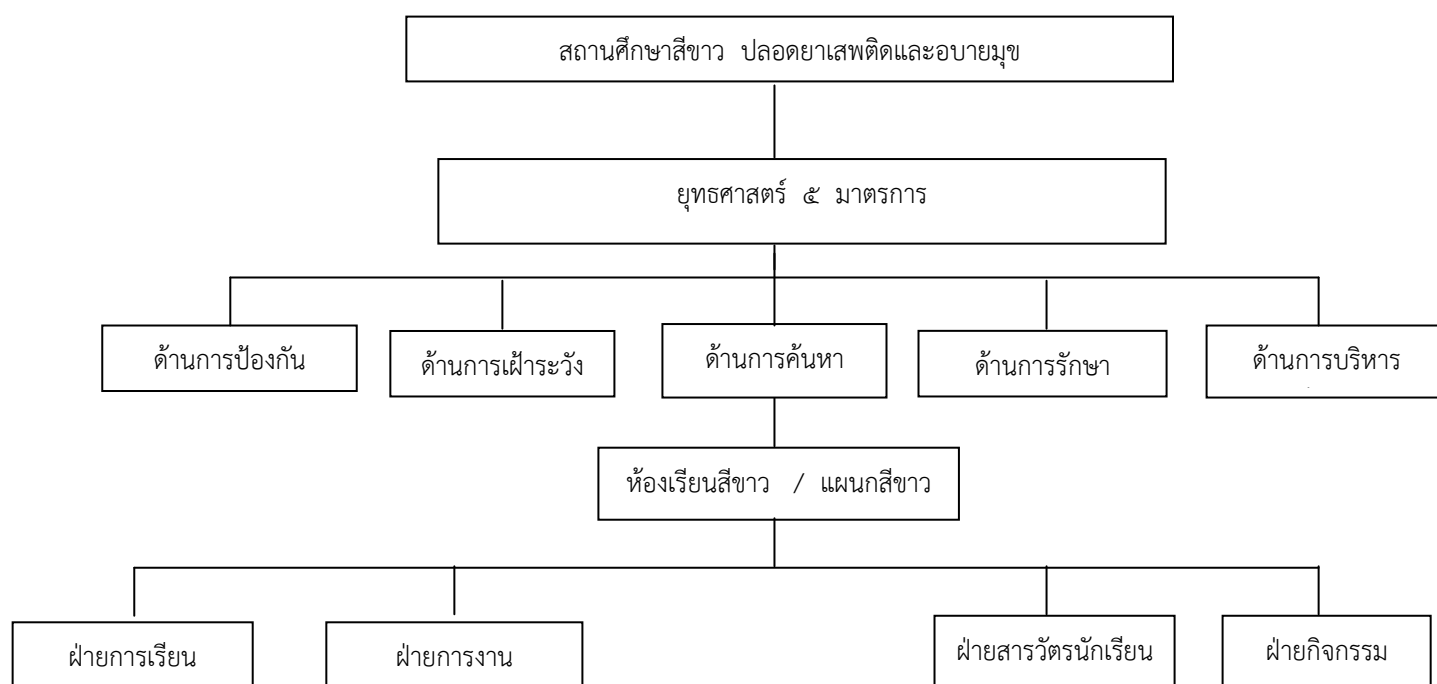 สถานศึกษาสีขาว ปลอดยาเสพติดและอบายมุข
ยุทธศาสตร์ ๕ มาตรการ
ด้านการป้องกัน
ด้านการเฝ้าระวัง
ด้านการค้นหา
ด้านการรักษา
ด้านการบริหาร
ห้องเรียนสีขาว / แผนกสีขาว
ฝ่ายการเรียน
ฝ่ายการงาน
ฝ่ายสารวัตรนักเรียน
ฝ่ายกิจกรรม